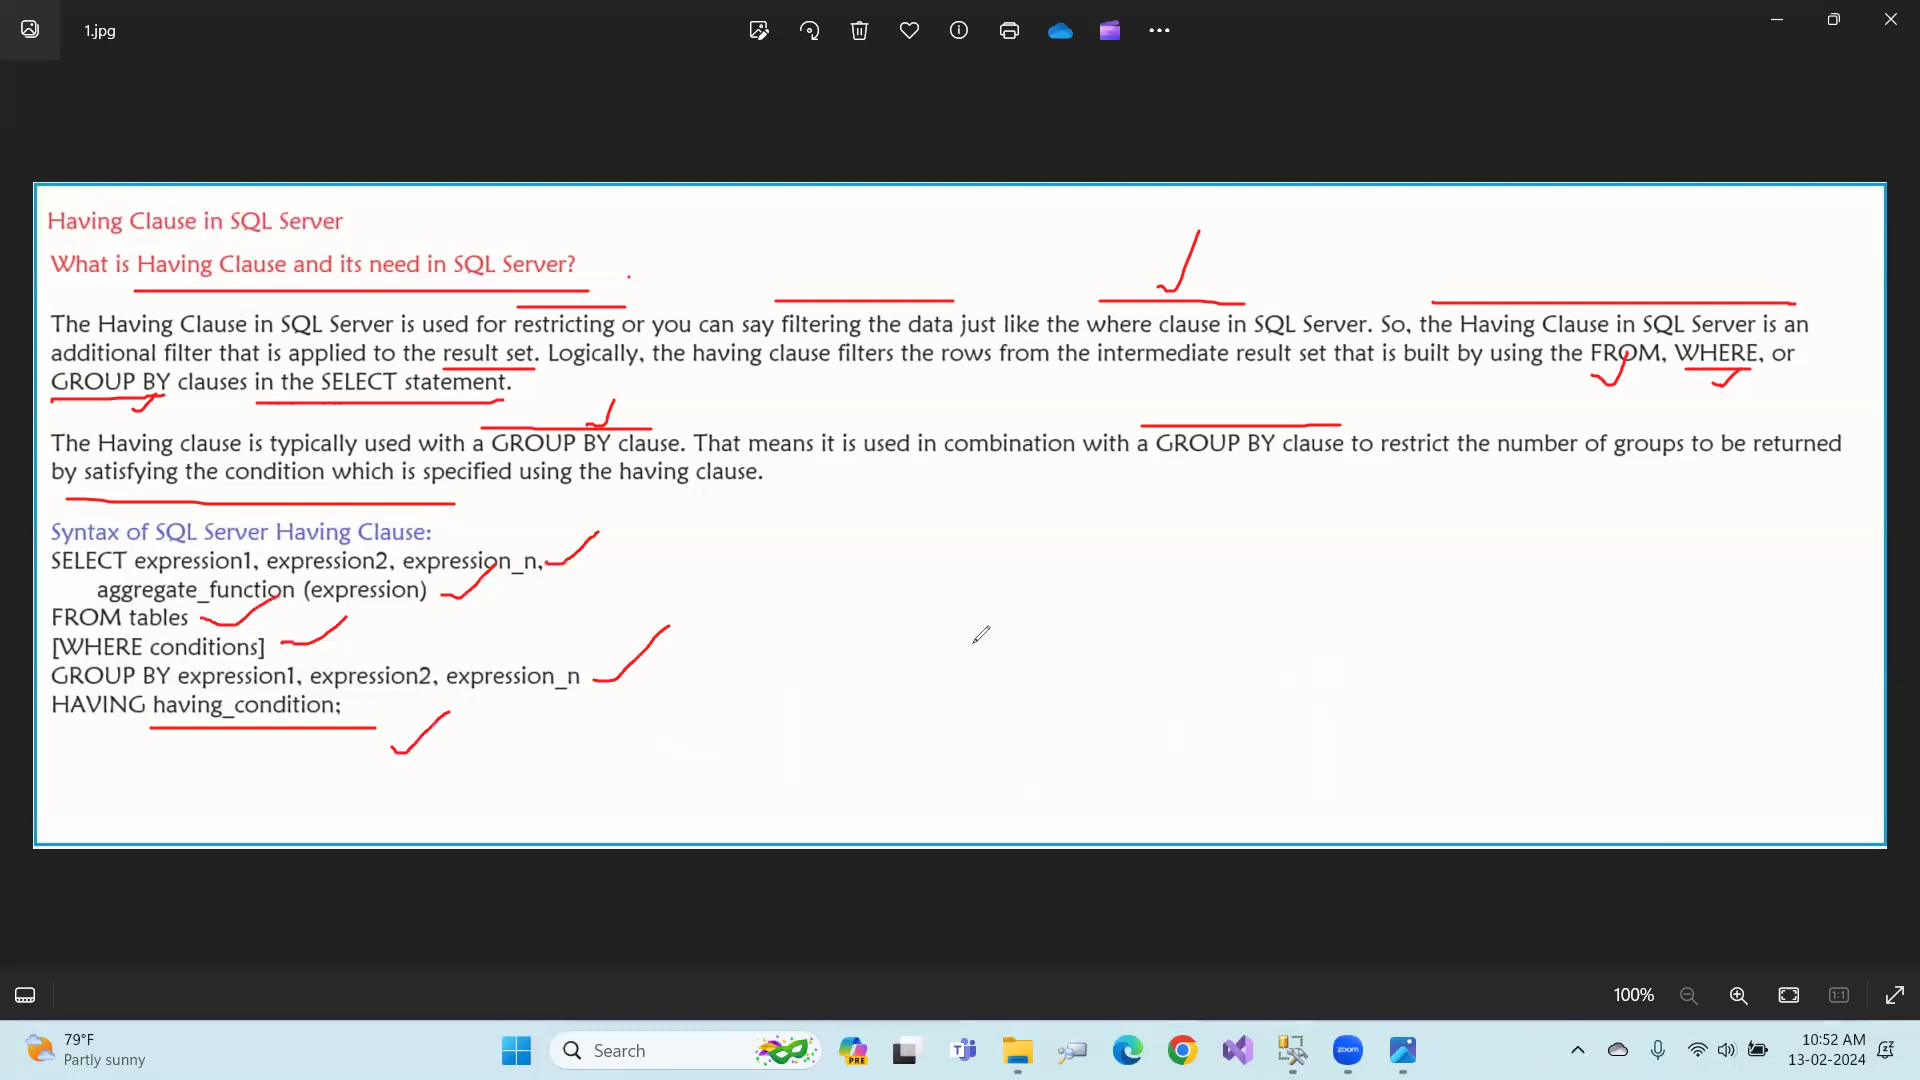 1.jpg
Having Clause in SQL Server
What is Having Clause and its need in SQL Server?
The Having Clause in SQL Server is used for restricting or you can say filtering the data just like the where clause in SQL Server. So, the Having Clause in SQL Server is an
additional filter that is applied to the result set. Logically, the having clause filters the rows from the intermediate result set that is built by using the FROM, WHERE, or
GROUP BY clauses in the SELECT statement.
The Having clause is typically used with a GROUP BY clause. That means it is used in combination with a GROUP BY clause to restrict the number of groups to be returned
by satisfying the condition which is specified using the having clause.
Syntax of SQL Server Having Clause:
SELECT expression1, expression2, expression_n,
aggregate_function (expression)
FROM tables
[WHERE conditions]
GROUP BY expression1, expression2, expression_n
HAVING having_condition;
100%
1:1
79°F
Partly sunny
Search
PRE
zoom
10:52 AM
13-02-2024